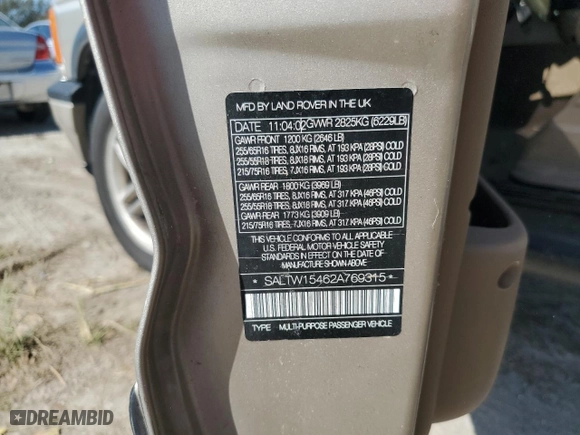 MFD BY LAND ROVER IN THE UK
DATE 11:04:02 GVWR 2825KG (6229LB)
GAWR FRONT 1200 KG (2646 LB)
255/65R16 TIRES, 8JX16 RIMS, AT 193 KPA (28PSI) COLD
255/55R18 TIRES, 8JX18 RIMS, AT 193 KPA (28PSI) COLD
215/75R16 TIRES, 7JX16 RIMS, AT 193 KPA (28PSI) COLD
GAWR REAR 1800 KG (3969 LB)
255/65R16 TIRES, 8JX16 RIMS, AT 317 KPA (46PSI) COLD
255/55R18 TIRES, 8JX18 RIMS, AT 317 KPA (46PSI) COLD
GAWR REAR 1773 KG (3909 LB)
215/75R16 TIRES, 7JX16 RIMS, AT 317 KPA (46PSI) COLD
THIS VEHICLE CONFORMS TO ALL APPLICABLE
U.S. FEDERAL MOTOR VEHICLE SAFETY
STANDARDS IN EFFECT ON THE DATE OF
MANUFACTURE SHOWN ABOVE
* SALTW15462A769315 *
TYPE MULTI-PURPOSE PASSENGER VEHICLE
DREAMBID